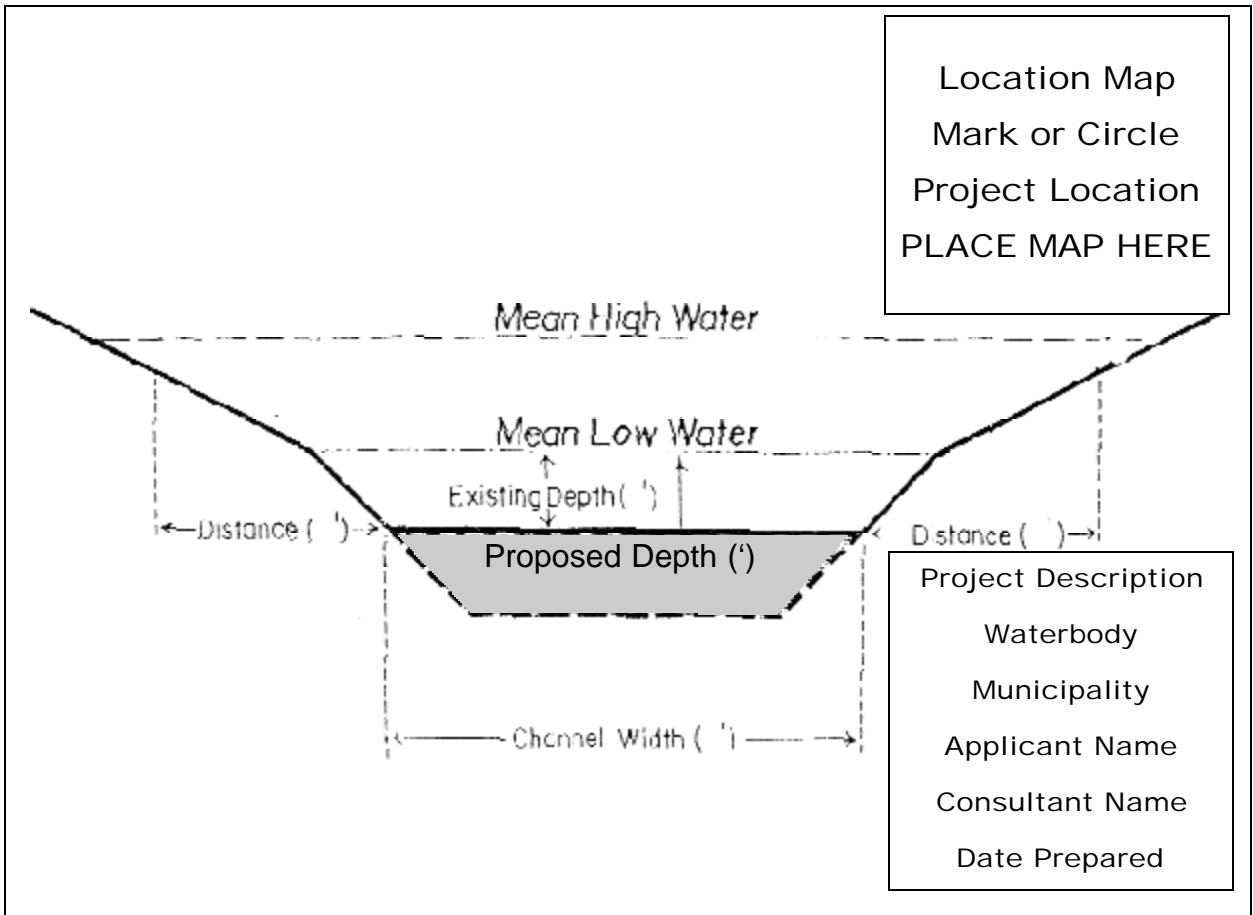 Location Map
Mark or Circle
Project Location
PLACE MAP HERE
Mean High Water
Mean Low Water
Existing Depth ( ')
Distance ( ')
Distance ( )
Proposed Depth (‘)
Channel Width ( ')
Project Description
Waterbody
Municipality
Applicant Name
Consultant Name
Date Prepared